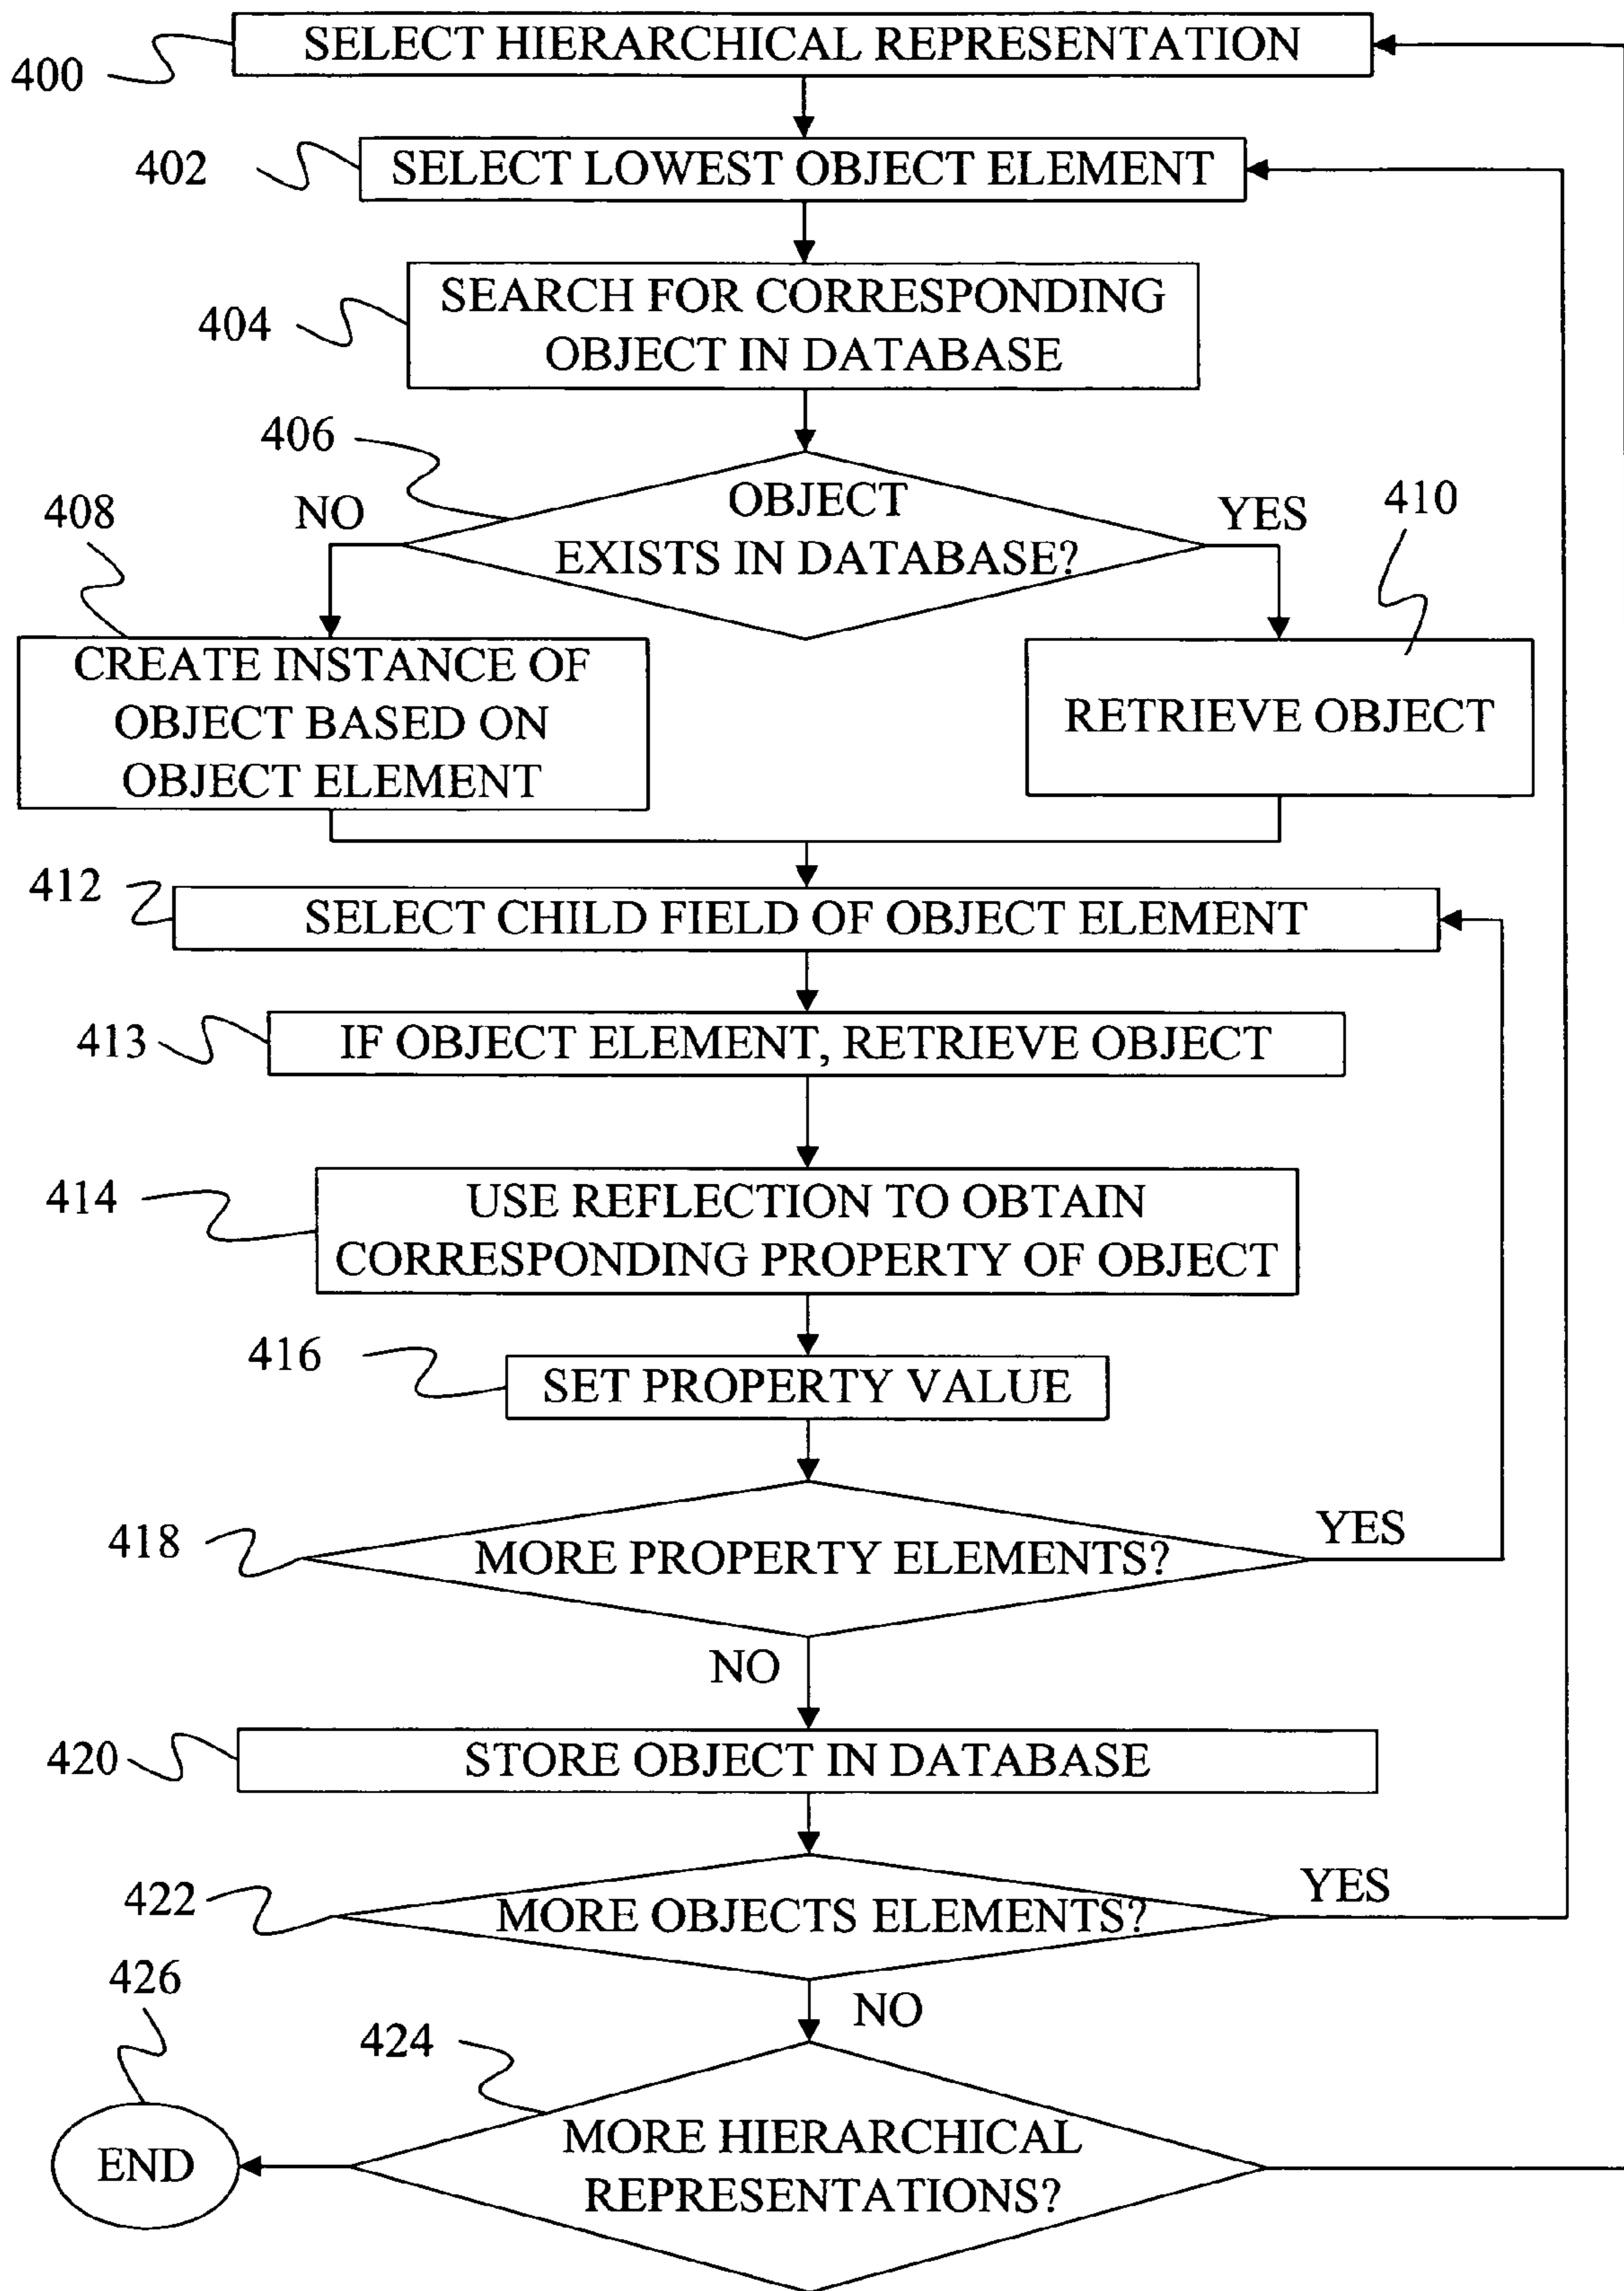 SELECT HIERARCHICAL REPRESENTATION
400
402
SELECT LOWEST OBJECT ELEMENT
404
SEARCH FOR CORRESPONDING
OBJECT IN DATABASE
406
408
NO
OBJECT
EXISTS IN DATABASE?
YES
410
CREATE INSTANCE OF
OBJECT BASED ON
OBJECT ELEMENT
RETRIEVE OBJECT
412
SELECT CHILD FIELD OF OBJECT ELEMENT
413
IF OBJECT ELEMENT, RETRIEVE OBJECT
414
USE REFLECTION TO OBTAIN
CORRESPONDING PROPERTY OF OBJECT
416
SET PROPERTY VALUE
418
MORE PROPERTY ELEMENTS?
YES
NO
420
STORE OBJECT IN DATABASE
422
MORE OBJECTS ELEMENTS?
YES
NO
426
424
END
MORE HIERARCHICAL
REPRESENTATIONS?